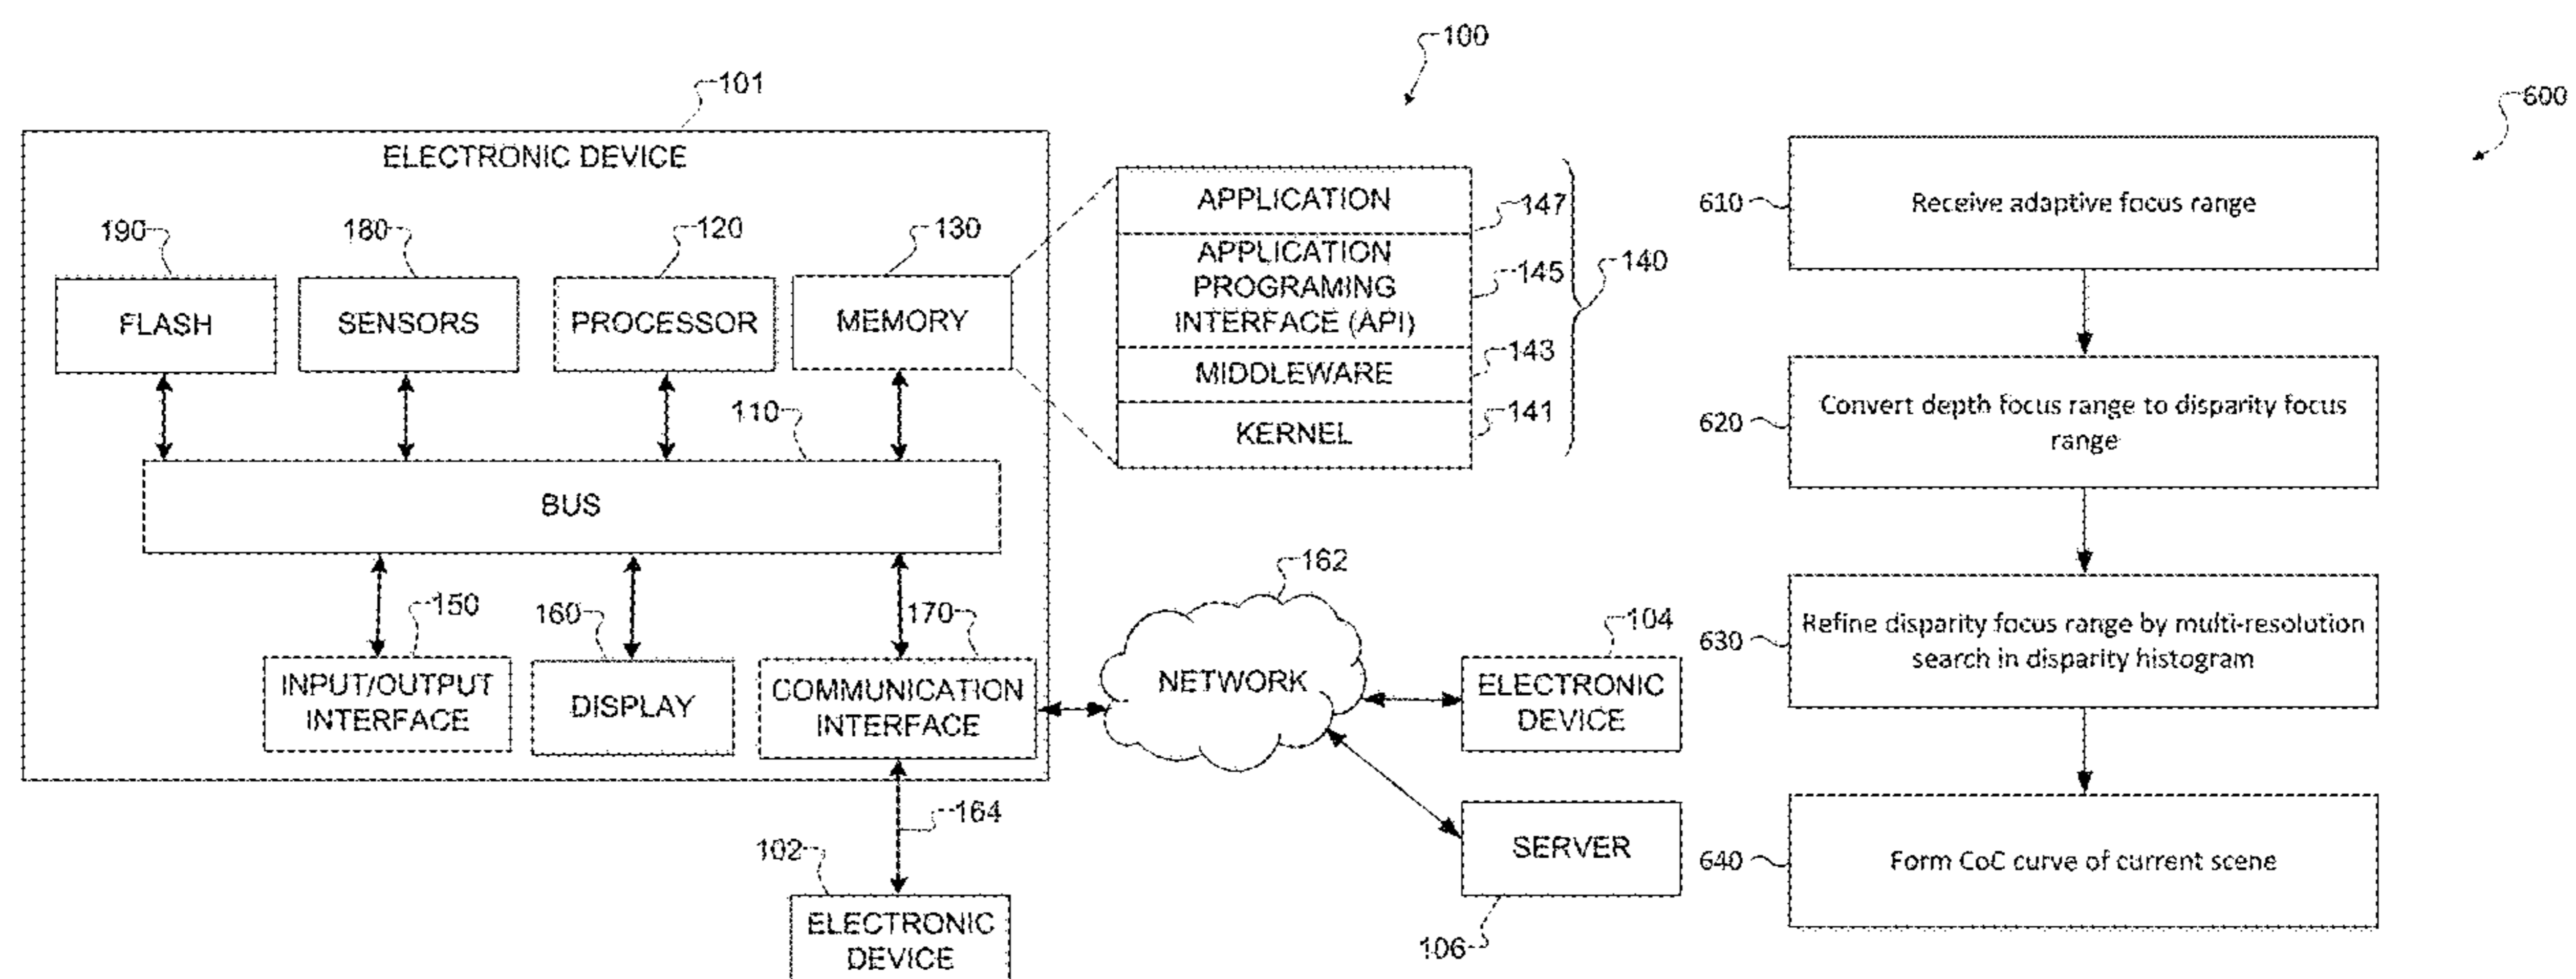 100
101
ELECTRONIC DEVICE
190
180
120
130
FLASH
SENSORS
PROCESSOR
MEMORY
110
BUS
150
160
170
INPUT/OUTPUT
INTERFACE
DISPLAY
COMMUNICATION
INTERFACE
APPLICATION
147
APPLICATION
PROGRAMING
INTERFACE (API)
145
140
MIDDLEWARE
143
KERNEL
141
162
NETWORK
104
ELECTRONIC
DEVICE
SERVER
106
164
102
ELECTRONIC
DEVICE
600
610
Receive adaptive focus range
620
Convert depth focus range to disparity focus
range
630
Refine disparity focus range by multi-resolution
search in disparity histogram
640
Form CoC curve of current scene